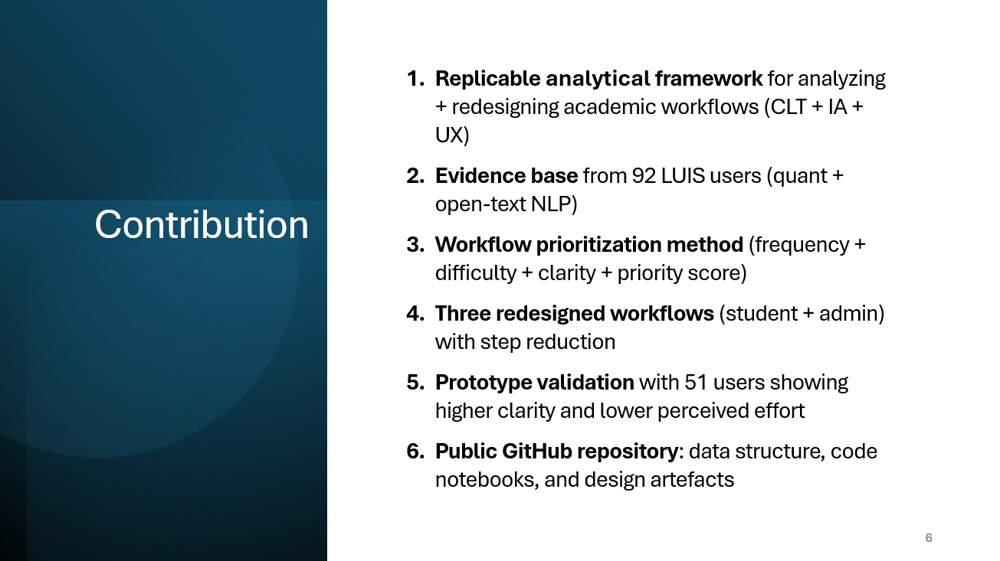 Contribution
1. Replicable analytical framework for analyzing
+ redesigning academic workflows (CLT + IA +
UX)
2. Evidence base from 92 LUIS users (quant +
open-text NLP)
3. Workflow prioritization method (frequency +
difficulty + clarity + priority score)
4. Three redesigned workflows (student + admin)
with step reduction
5. Prototype validation with 51 users showing
higher clarity and lower perceived effort
6. Public GitHub repository: data structure, code
notebooks, and design artefacts
6